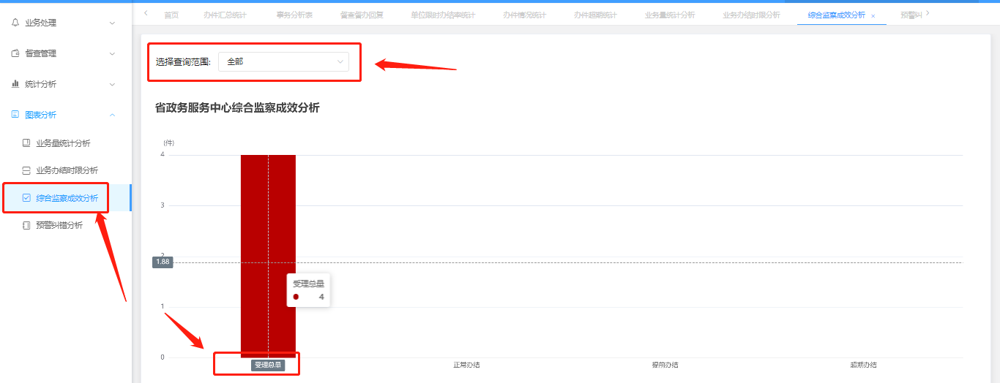 首页
办件汇总统计
事务分析表
督查督办回复
单位限时办结率统计
办件情况统计
办件超期统计
业务量统计分析
业务办结时限分析
综合监察成效分析 ×
预警纠
业务处理
督查管理
统计分析
图表分析
业务量统计分析
业务办结时限分析
综合监察成效分析
预警纠错分析
选择查询范围: 全部
省政务服务中心综合监察成效分析
(件)
4
3
2
1.88
1
0
受理总量
4
受理总量
正常办结
提前办结
超期办结